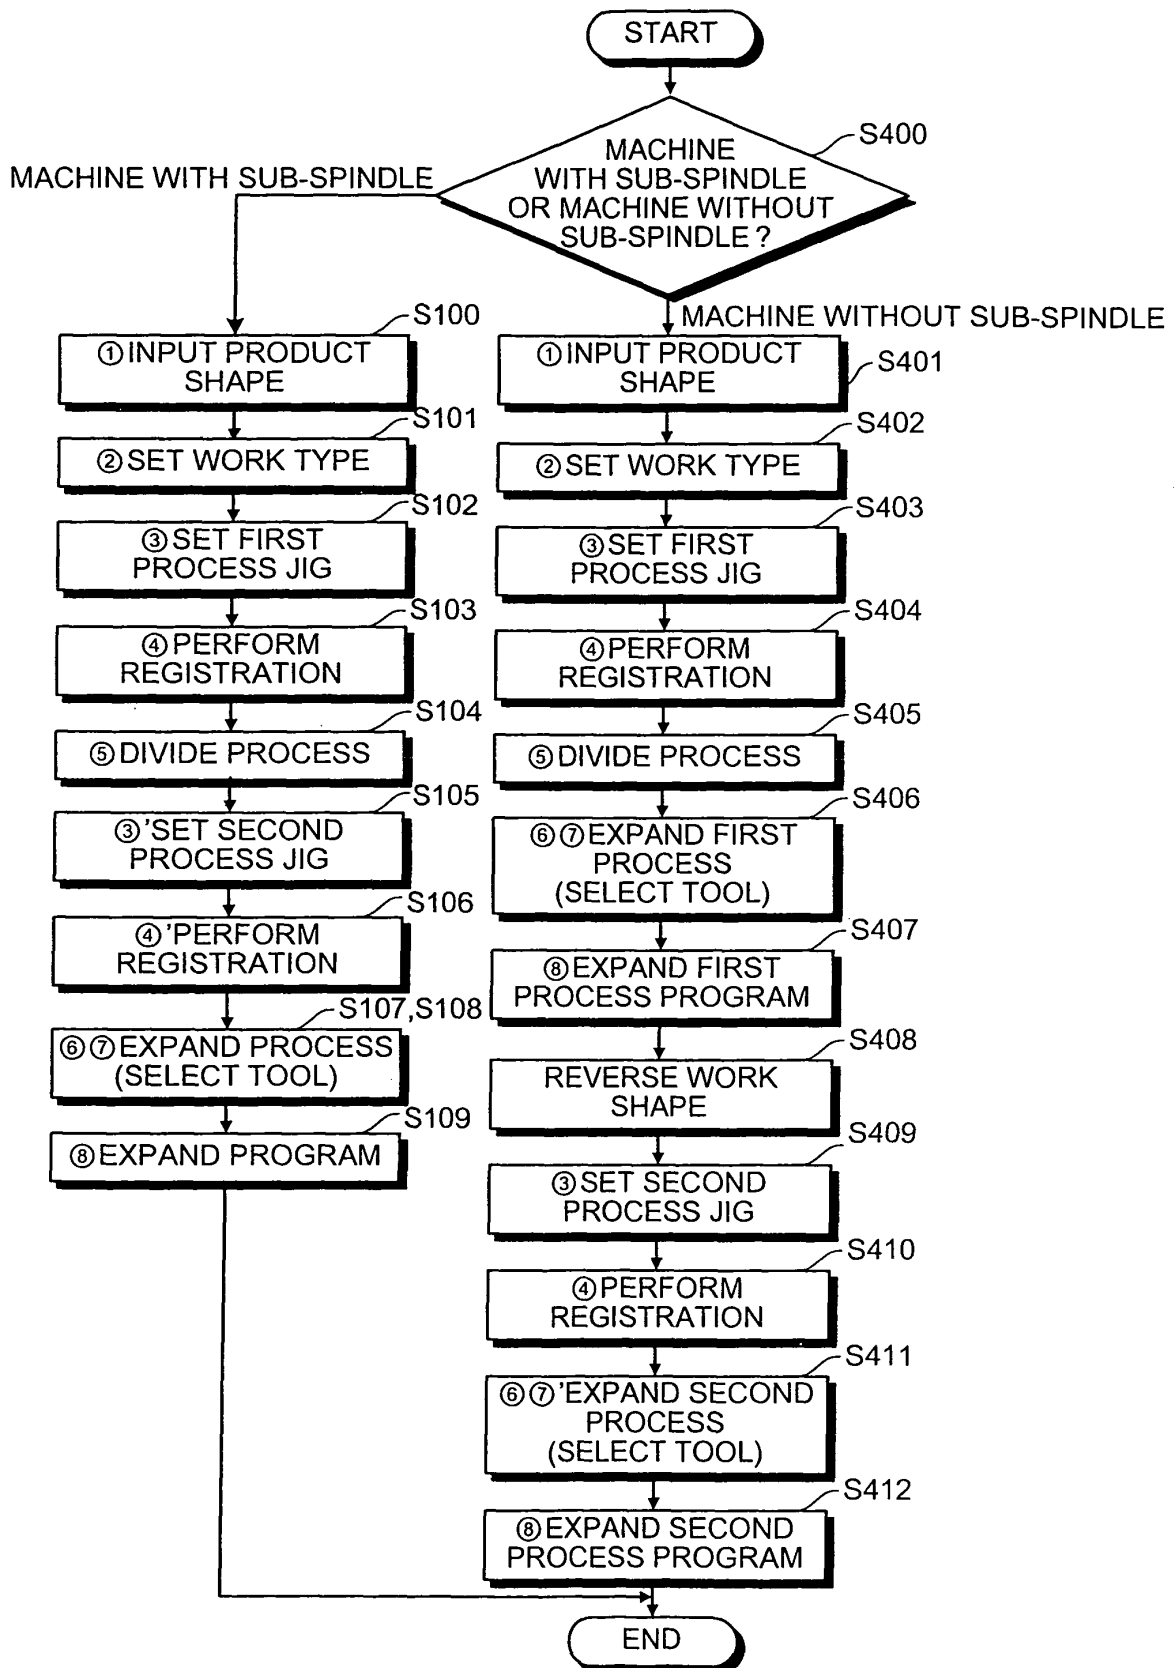 START
S400
MACHINE
WITH SUB-SPINDLE
OR MACHINE WITHOUT
SUB-SPINDLE?
MACHINE WITH SUB-SPINDLE
MACHINE WITHOUT SUB-SPINDLE
S100
①INPUT PRODUCT
SHAPE
S101
②SET WORK TYPE
S102
③SET FIRST
PROCESS JIG
S103
④PERFORM
REGISTRATION
S104
⑤DIVIDE PROCESS
S105
③'SET SECOND
PROCESS JIG
S106
④'PERFORM
REGISTRATION
S107,S108
⑥⑦EXPAND PROCESS
(SELECT TOOL)
S109
⑧EXPAND PROGRAM
①INPUT PRODUCT
SHAPE
S401
S402
②SET WORK TYPE
S403
③SET FIRST
PROCESS JIG
S404
④PERFORM
REGISTRATION
S405
⑤DIVIDE PROCESS
S406
⑥⑦EXPAND FIRST
PROCESS
(SELECT TOOL)
S407
⑧EXPAND FIRST
PROCESS PROGRAM
S408
REVERSE WORK
SHAPE
S409
③SET SECOND
PROCESS JIG
S410
④PERFORM
REGISTRATION
S411
⑥⑦'EXPAND SECOND
PROCESS
(SELECT TOOL)
S412
⑧EXPAND SECOND
PROCESS PROGRAM
END